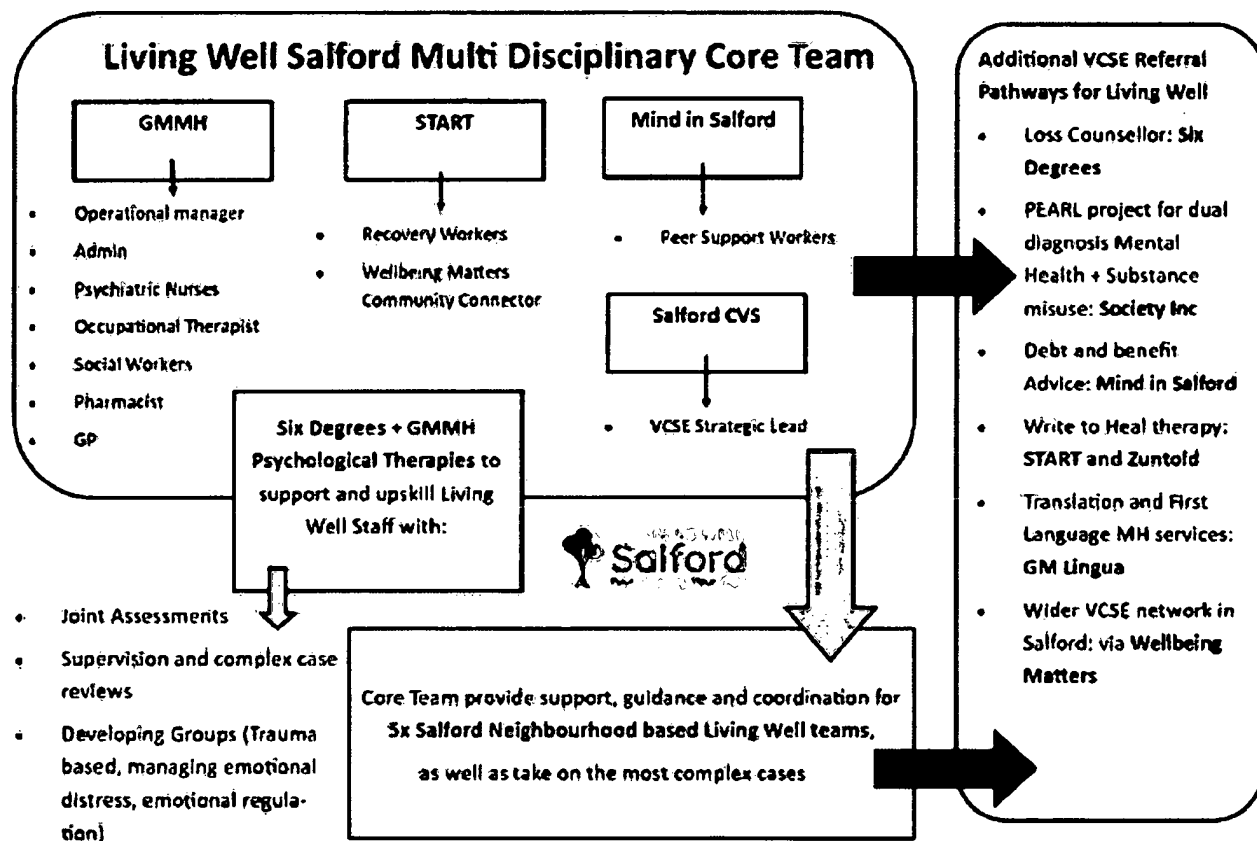 Living Well Salford Multi Disciplinary Core Team
GMMH
• Operational manager
• Admin
• Psychiatric Nurses
• Occupational Therapist
• Social Workers
• Pharmacist
• GP
START
• Recovery Workers
• Wellbeing Matters
Community Connector
Mind in Salford
• Peer Support Workers
Salford CVS
• VCSE Strategic Lead
Six Degrees + GMMH
Psychological Therapies to
support and upskill Living
Well Staff with:
• Joint Assessments
• Supervision and complex case
reviews
• Developing Groups (Trauma
based, managing emotional
distress, emotional regula-
tion)
Salford
Core Team provide support, guidance and coordination for
5x Salford Neighbourhood based Living Well teams,
as well as take on the most complex cases
Additional VCSE Referral
Pathways for Living Well
• Loss Counsellor: Six
Degrees
• PEARL project for dual
diagnosis Mental
Health + Substance
misuse: Society Inc
• Debt and benefit
Advice: Mind in Salford
• Write to Heal therapy:
START and Zuntold
• Translation and First
Language MH services:
GM Lingua
• Wider VCSE network in
Salford: via Wellbeing
Matters